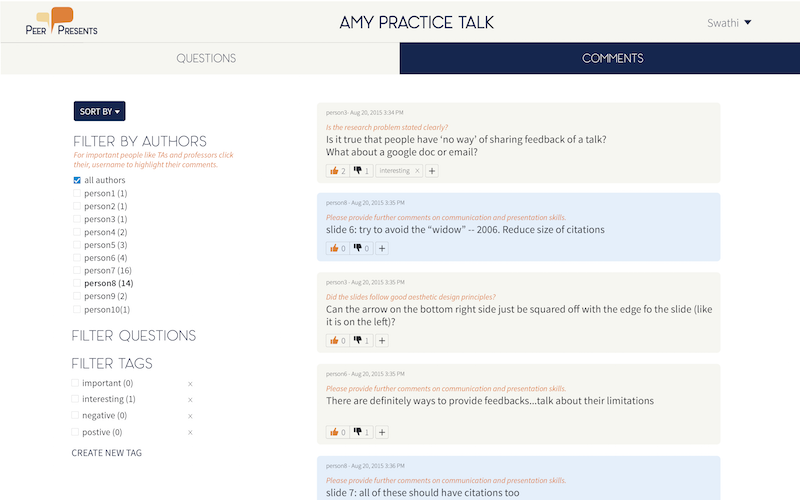 PEER PRESENTS
AMY PRACTICE TALK
Swathi
QUESTIONS
COMMENTS
SORT BY
FILTER BY AUTHORS
For important people like TAs and professors click
their, username to highlight their comments.
all authors
person1 (1)
person2 (1)
person3 (1)
person4 (2)
person5 (3)
person6 (4)
person7 (16)
person8 (14)
person9 (2)
person10(1)
FILTER QUESTIONS
FILTER TAGS
important (0) x
interesting (1) x
negative (0) x
postive (0) x
CREATE NEW TAG
person3- Aug 20, 2015 3:34 PM
Is the research problem stated clearly?
Is it true that people have ‘no way’ of sharing feedback of a talk?
What about a google doc or email?
2 1 Interesting x +
person8 - Aug 20, 2015 3:35 PM
Please provide further comments on communication and presentation skills.
slide 6: try to avoid the “widow” -- 2006. Reduce size of citations
0 0 +
person3 - Aug 20, 2015 3:35 PM
Did the slides follow good aesthetic design principles?
Can the arrow on the bottom right side just be squared off with the edge fo the slide (like
it is on the left)?
0 1 +
person6 - Aug 20, 2015 3:35 PM
Please provide further comments on communication and presentation skills.
There are definitely ways to provide feedbacks...talk about their limitations
0 1 +
person8 - Aug 20, 2015 3:36 PM
Please provide further comments on communication and presentation skills.
slide 7: all of these should have citations too